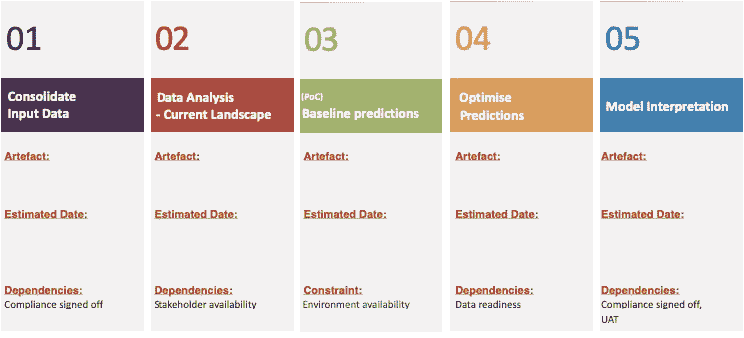 01
Consolidate
Input Data
Artefact:
Estimated Date:
Dependencies:
Compliance signed off
02
Data Analysis
- Current Landscape
Artefact:
Estimated Date:
Dependencies:
Stakeholder availability
03
(PoC)
Baseline predictions
Artefact:
Estimated Date:
Constraint:
Environment availability
04
Optimise
Predictions
Artefact:
Estimated Date:
Dependencies:
Data readiness
05
Model Interpretation
Artefact:
Estimated Date:
Dependencies:
Compliance signed off,
UAT